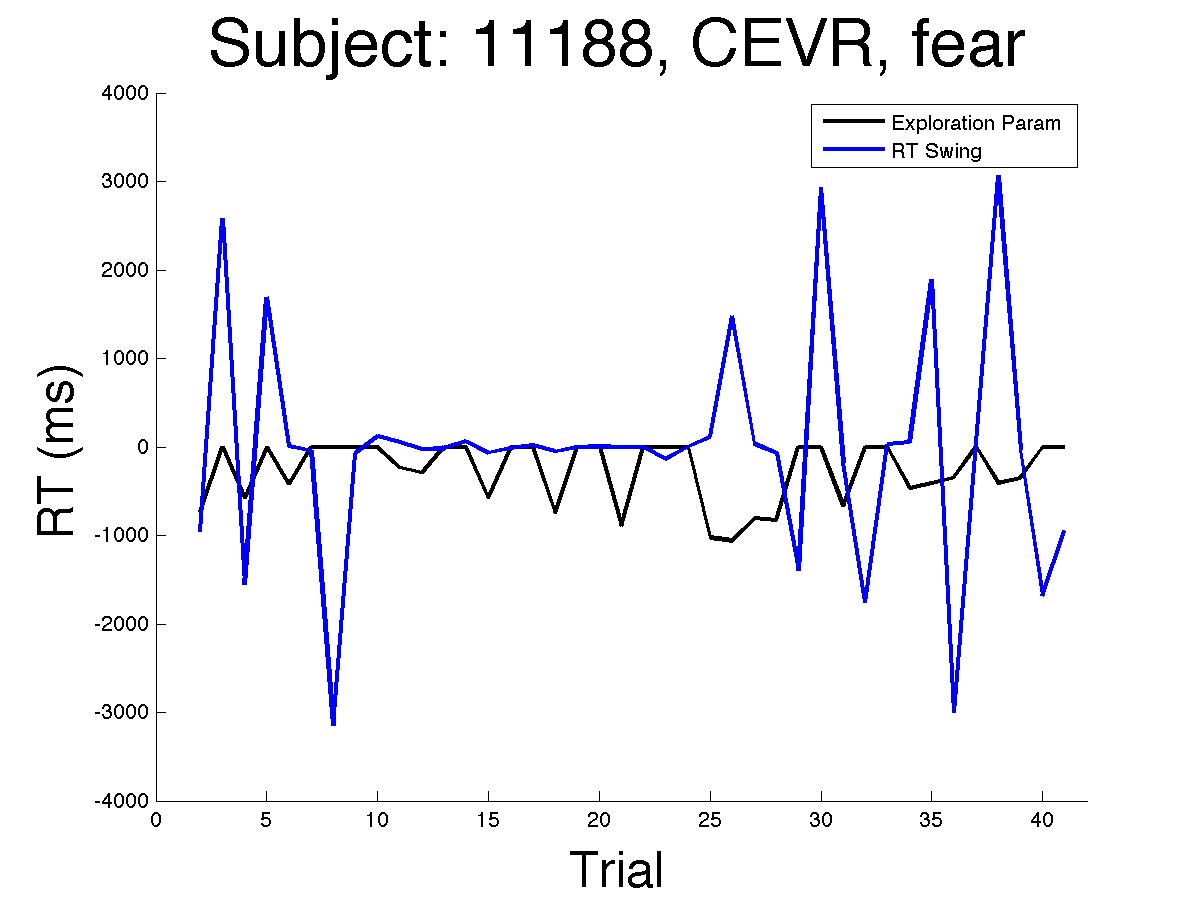 Subject: 11188, CEVR, fear
4000
3000
2000
1000
0
-1000
-2000
-3000
-4000
RT (ms)
Exploration Param
RT Swing
0 5 10 15 20 25 30 35 40
Trial